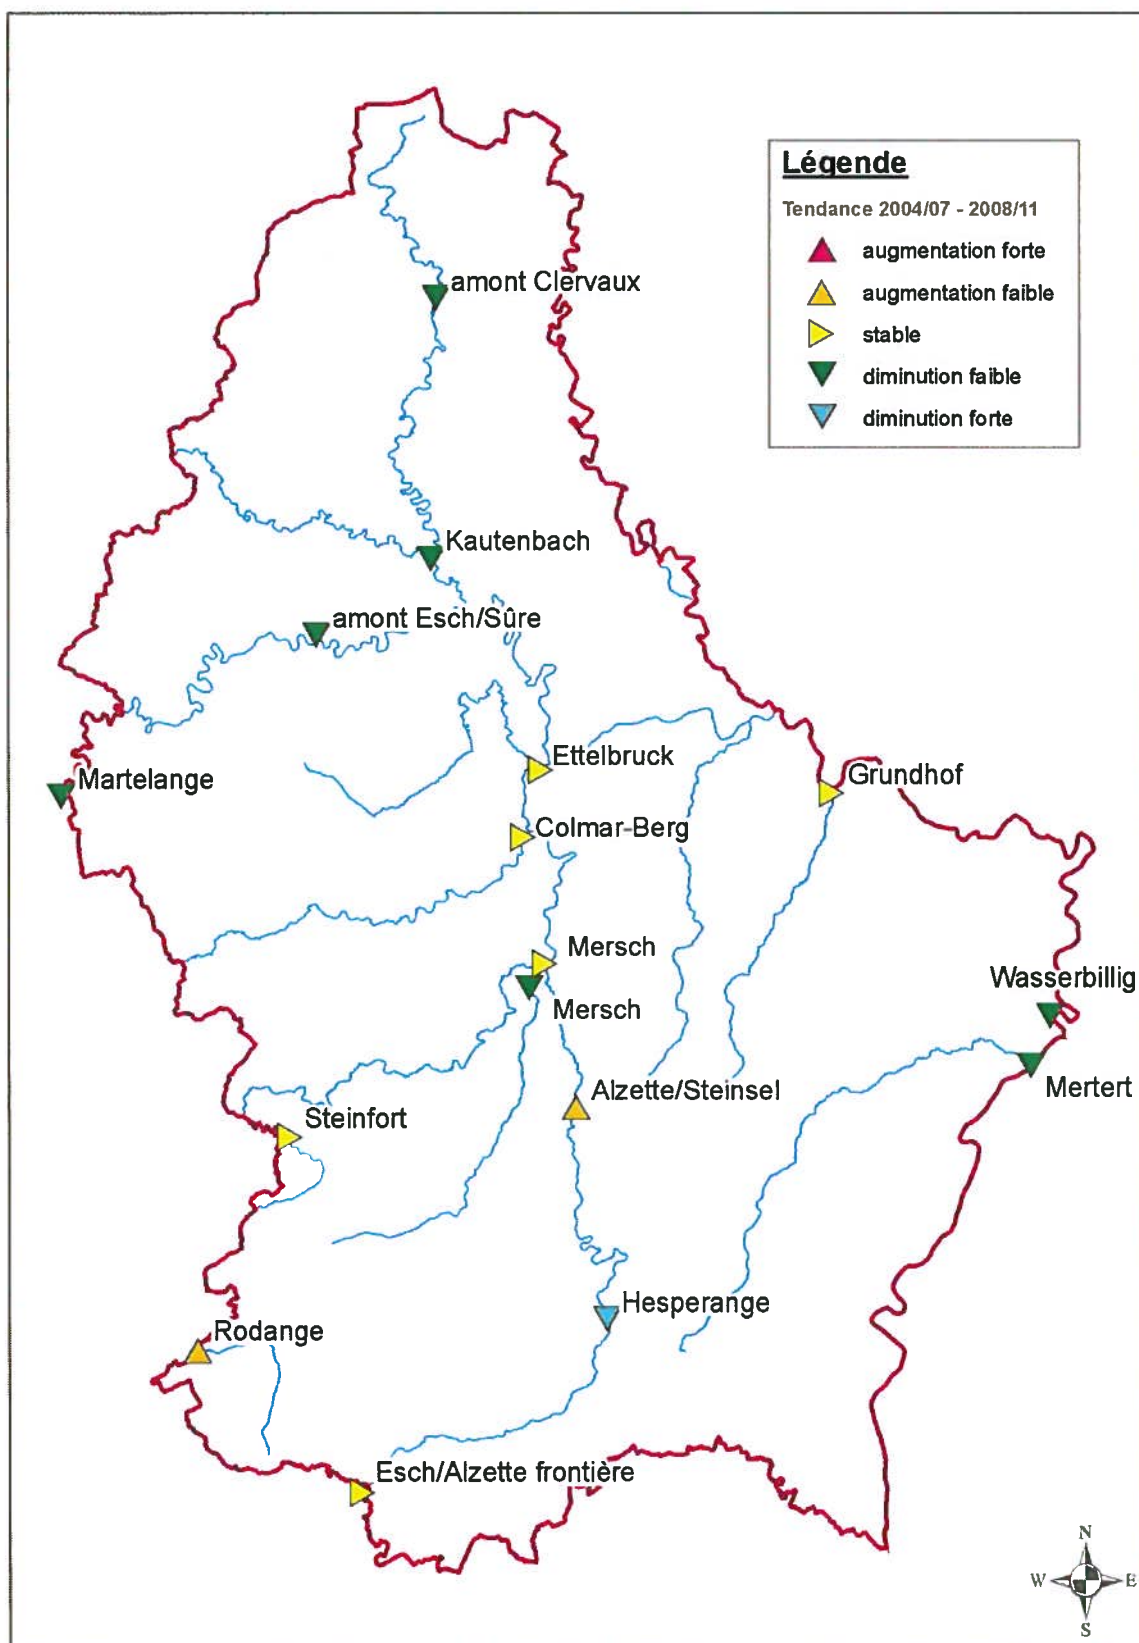 Légende
Tendance 2004/07 - 2008/11
augmentation forte
augmentation faible
stable
diminution faible
diminution forte
amont Clervaux
Kautenbach
amont Esch/Sûre
Ettelbruck
Martelange
Grundhof
Colmar-Berg
Mersch
Wasserbillig
Mersch
Alzette/Steinsel
Mertert
Steinfort
Hesperange
Rodange
Esch/Alzette frontière
N
W E
S